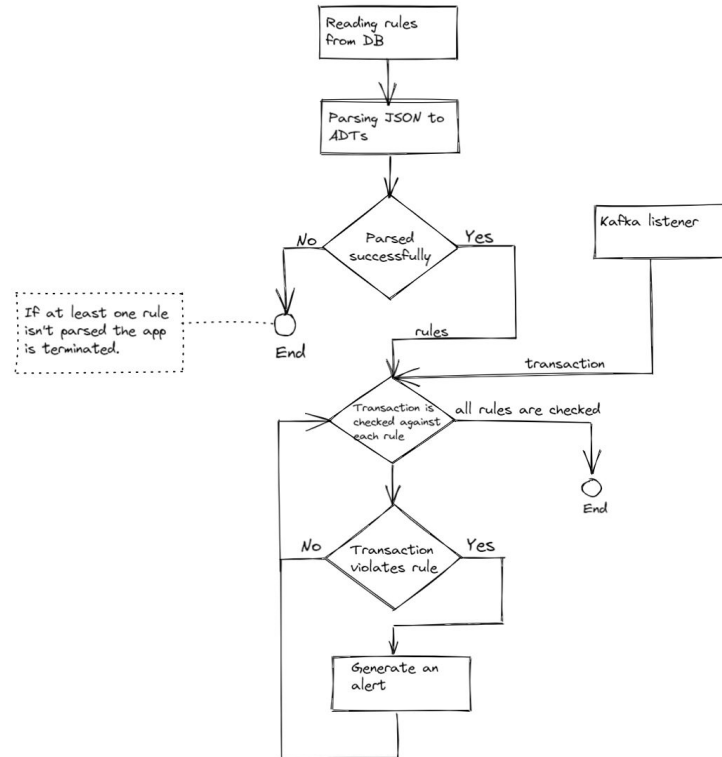 Reading rules
from DB
Parsing JSON to
ADTs
Parsed
successfully
No
Yes
Kafka listener
If at least one rule
isn't parsed the app
is terminated.
End
rules
transaction
Transaction is
checked against
each rule
all rules are checked
End
Transaction
violates rule
No
Yes
Generate an
alert